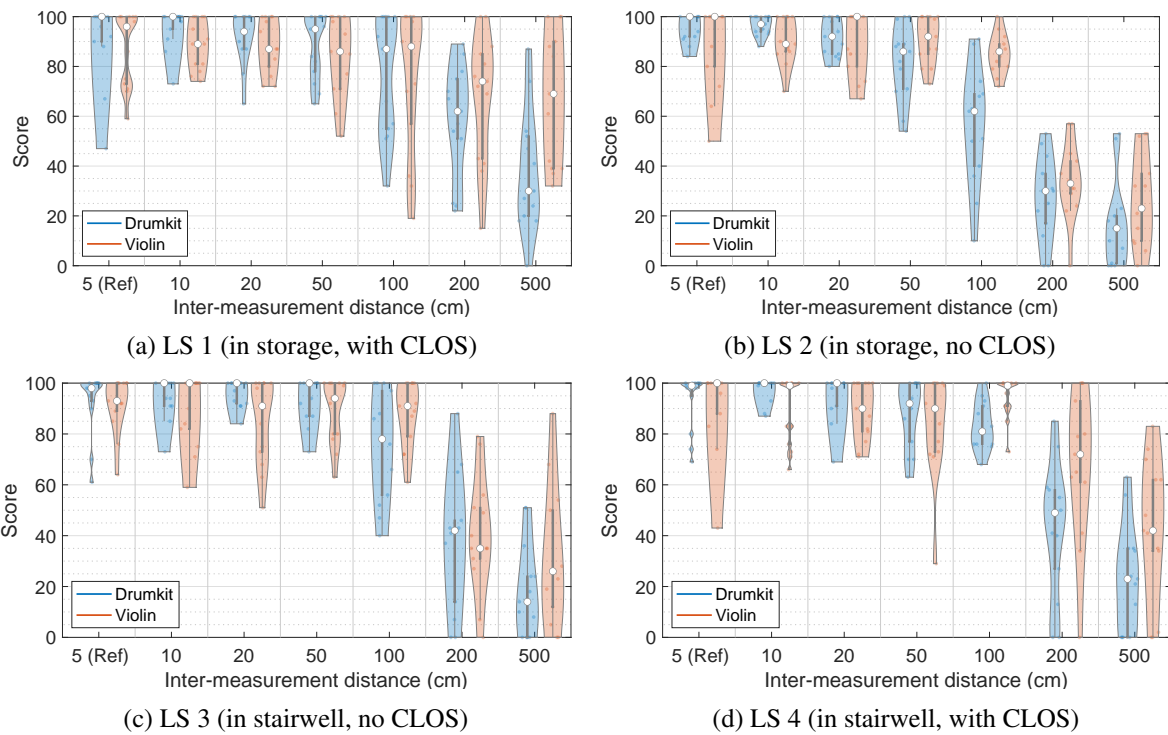 100
80
60
40
20
0
Score
Drumkit
Violin
5 (Ref) 10 20 50 100 200 500
Inter-measurement distance (cm)
(a) LS 1 (in storage, with CLOS)
100
80
60
40
20
0
Score
Drumkit
Violin
5 (Ref) 10 20 50 100 200 500
Inter-measurement distance (cm)
(b) LS 2 (in storage, no CLOS)
100
80
60
40
20
0
Score
Drumkit
Violin
5 (Ref) 10 20 50 100 200 500
Inter-measurement distance (cm)
(c) LS 3 (in stairwell, no CLOS)
100
80
60
40
20
0
Score
Drumkit
Violin
5 (Ref) 10 20 50 100 200 500
Inter-measurement distance (cm)
(d) LS 4 (in stairwell, with CLOS)